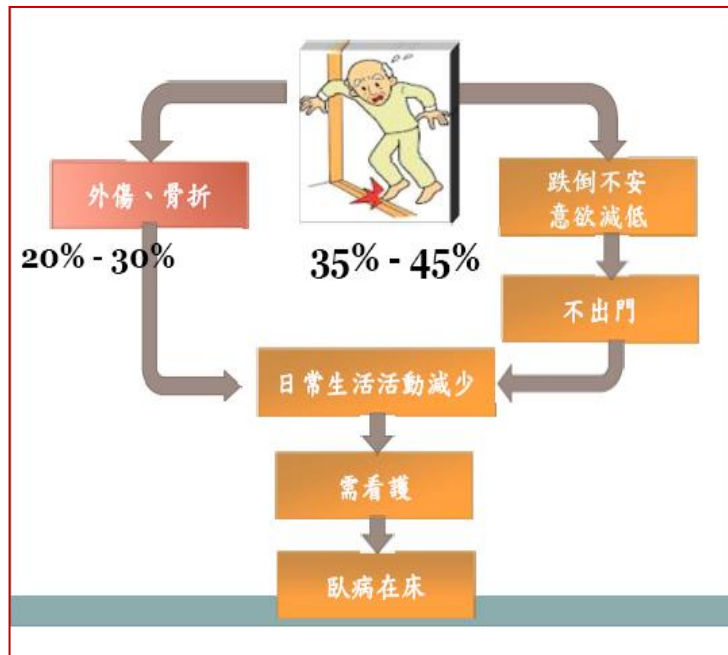 外傷、骨折
20% - 30%
35% - 45%
跌倒不安
意欲減低
不出門
日常生活活動減少
需看護
臥病在床